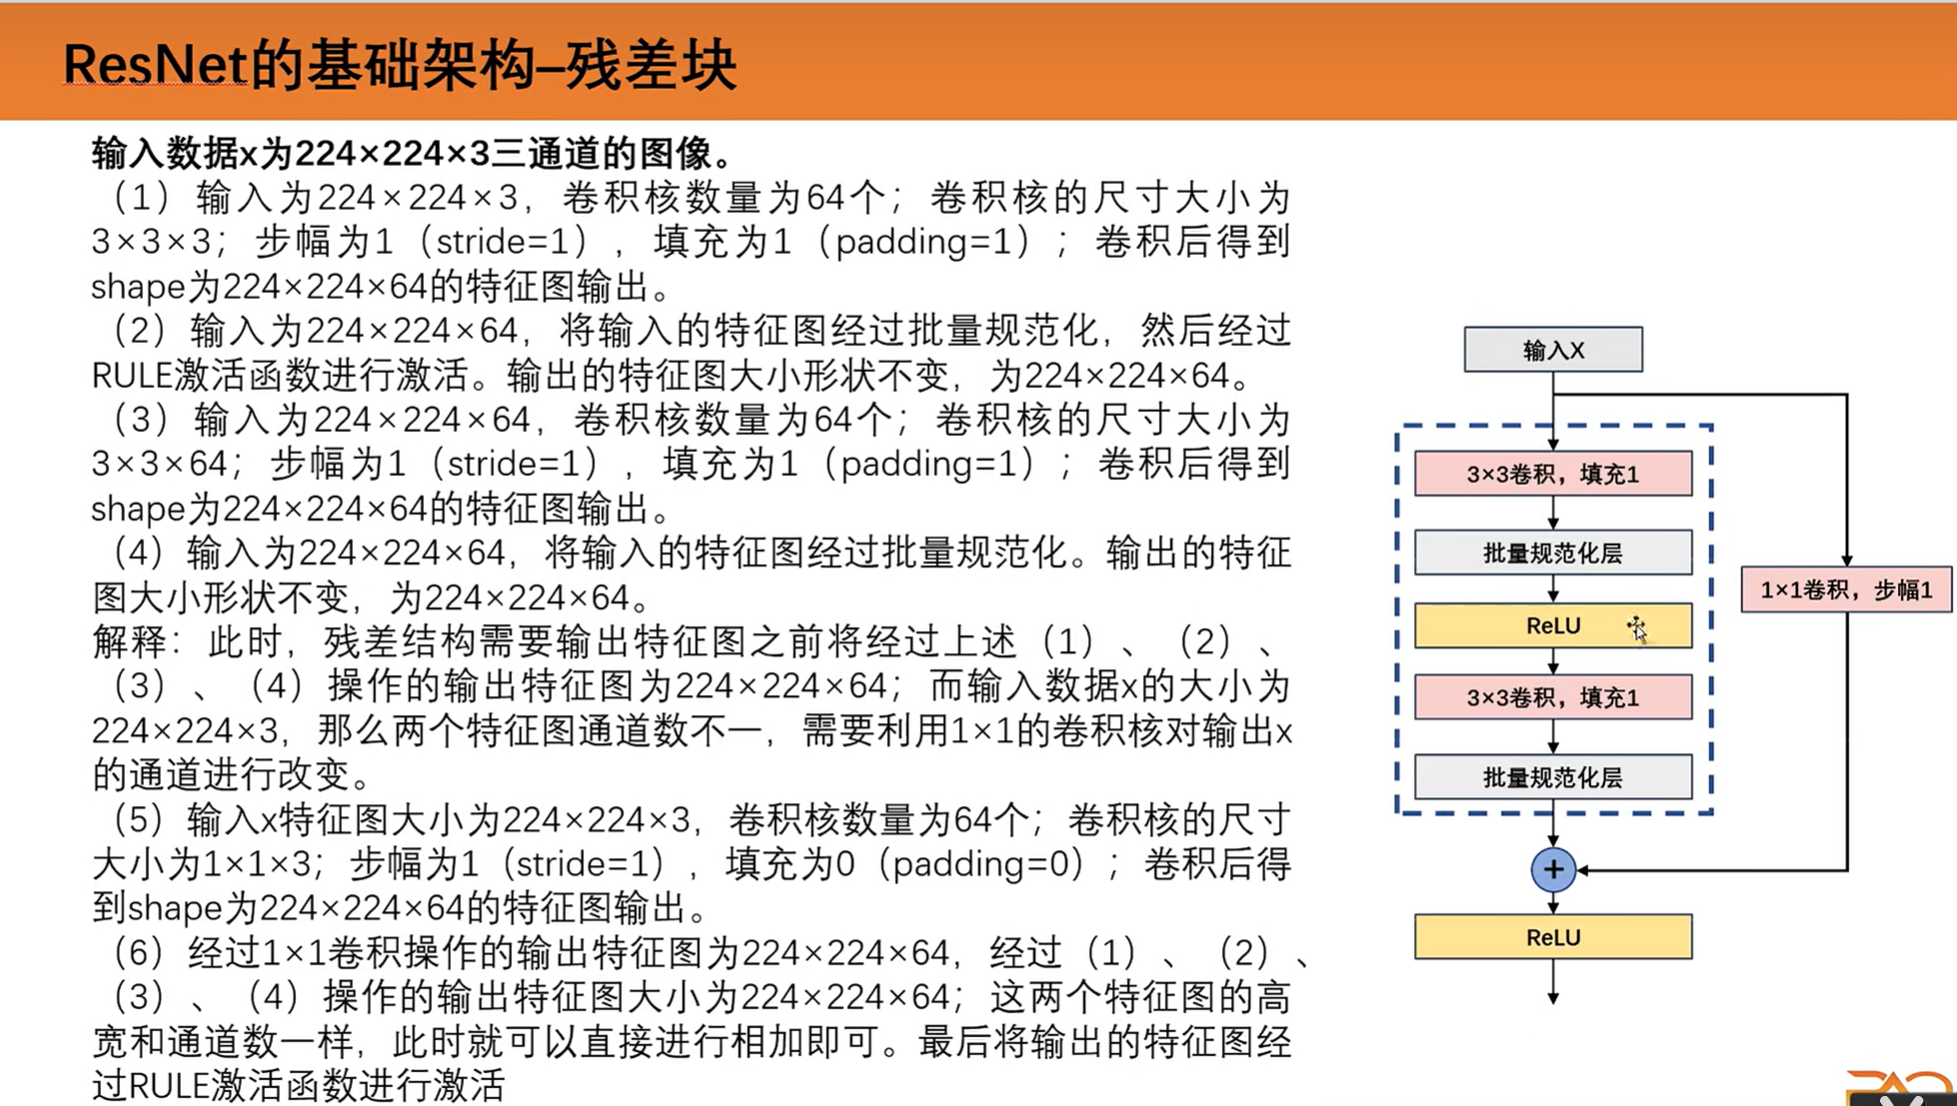 ResNet的基础架构–残差块
输入数据x为224×224×3三通道的图像。
（1）输入为224×224×3，卷积核数量为64个；卷积核的尺寸大小为
3×3×3；步幅为1（stride=1），填充为1（padding=1）；卷积后得到
shape为224×224×64的特征图输出。
（2）输入为224×224×64，将输入的特征图经过批量规范化，然后经过
RULE激活函数进行激活。输出的特征图大小形状不变，为224×224×64。
（3）输入为224×224×64，卷积核数量为64个；卷积核的尺寸大小为
3×3×64；步幅为1（stride=1），填充为1（padding=1）；卷积后得到
shape为224×224×64的特征图输出。
（4）输入为224×224×64，将输入的特征图经过批量规范化。输出的特征
图大小形状不变，为224×224×64。
解释：此时，残差结构需要输出特征图之前将经过上述（1）、（2）、
（3）、（4）操作的输出特征图为224×224×64；而输入数据x的大小为
224×224×3，那么两个特征图通道数不一，需要利用1×1的卷积核对输出x
的通道进行改变。
（5）输入x特征图大小为224×224×3，卷积核数量为64个；卷积核的尺寸
大小为1×1×3；步幅为1（stride=1），填充为0（padding=0）；卷积后得
到shape为224×224×64的特征图输出。
（6）经过1×1卷积操作的输出特征图为224×224×64，经过（1）、（2）、
（3）、（4）操作的输出特征图大小为224×224×64；这两个特征图的高
宽和通道数一样，此时就可以直接进行相加即可。最后将输出的特征图经
过RULE激活函数进行激活
输入X
3×3卷积，填充1
批量规范化层
ReLU
3×3卷积，填充1
批量规范化层
1×1卷积，步幅1
+
ReLU